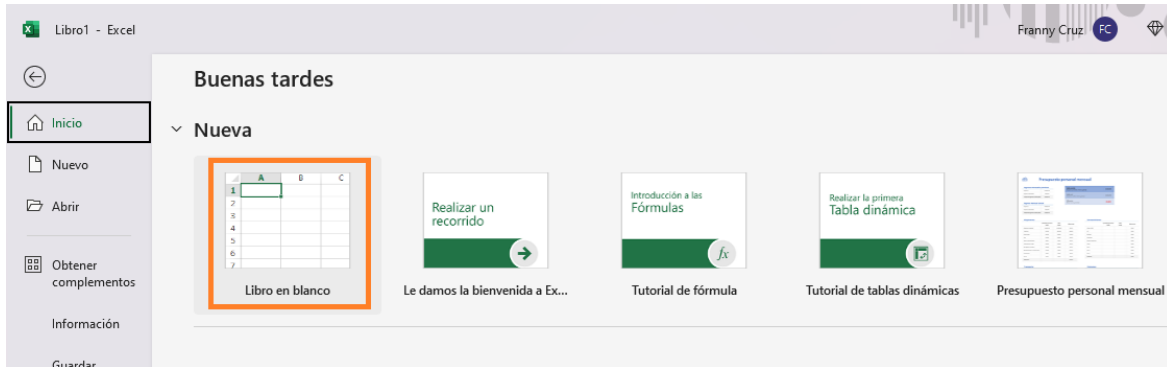 Libro1 - Excel
Franny Cruz FC
Buenas tardes
Inicio
Nueva
Nuevo
Abrir
A B C
1
2
3
4
5
6
7
Realizar un
recorrido
Introducción a las
Fórmulas
fx
Realizar la primera
Tabla dinámica
Presupuesto personal mensual
Libro en blanco
Le damos la bienvenida a Ex...
Tutorial de fórmula
Tutorial de tablas dinámicas
Presupuesto personal mensual
Obtener
complementos
Información
Guardar